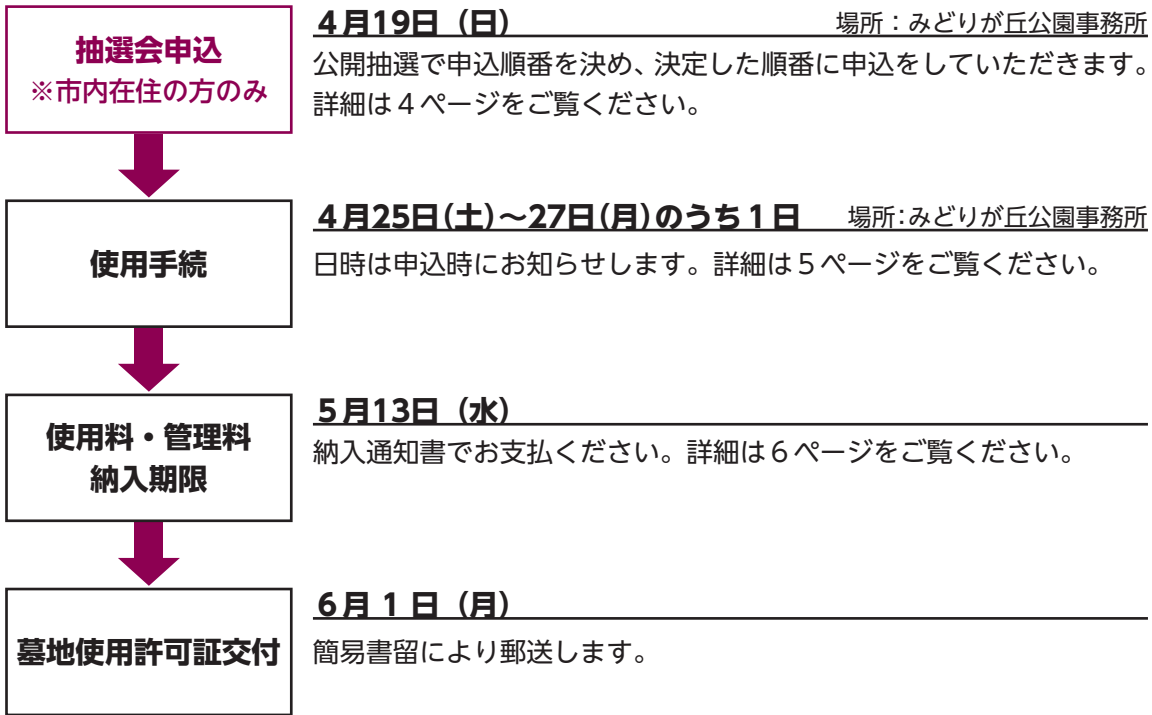 抽選会申込
※市内在住の方のみ
4月19日（日） 場所：みどりが丘公園事務所
公開抽選で申込順番を決め、決定した順番に申込をしていただきます。
詳細は４ページをご覧ください。
使用手続
4月25日(土)～27日(月)のうち１日 場所：みどりが丘公園事務所
日時は申込時にお知らせします。詳細は５ページをご覧ください。
使用料・管理料
納入期限
5月13日（水）
納入通知書でお支払ください。詳細は６ページをご覧ください。
墓地使用許可証交付
6月１日（月）
簡易書留により郵送します。